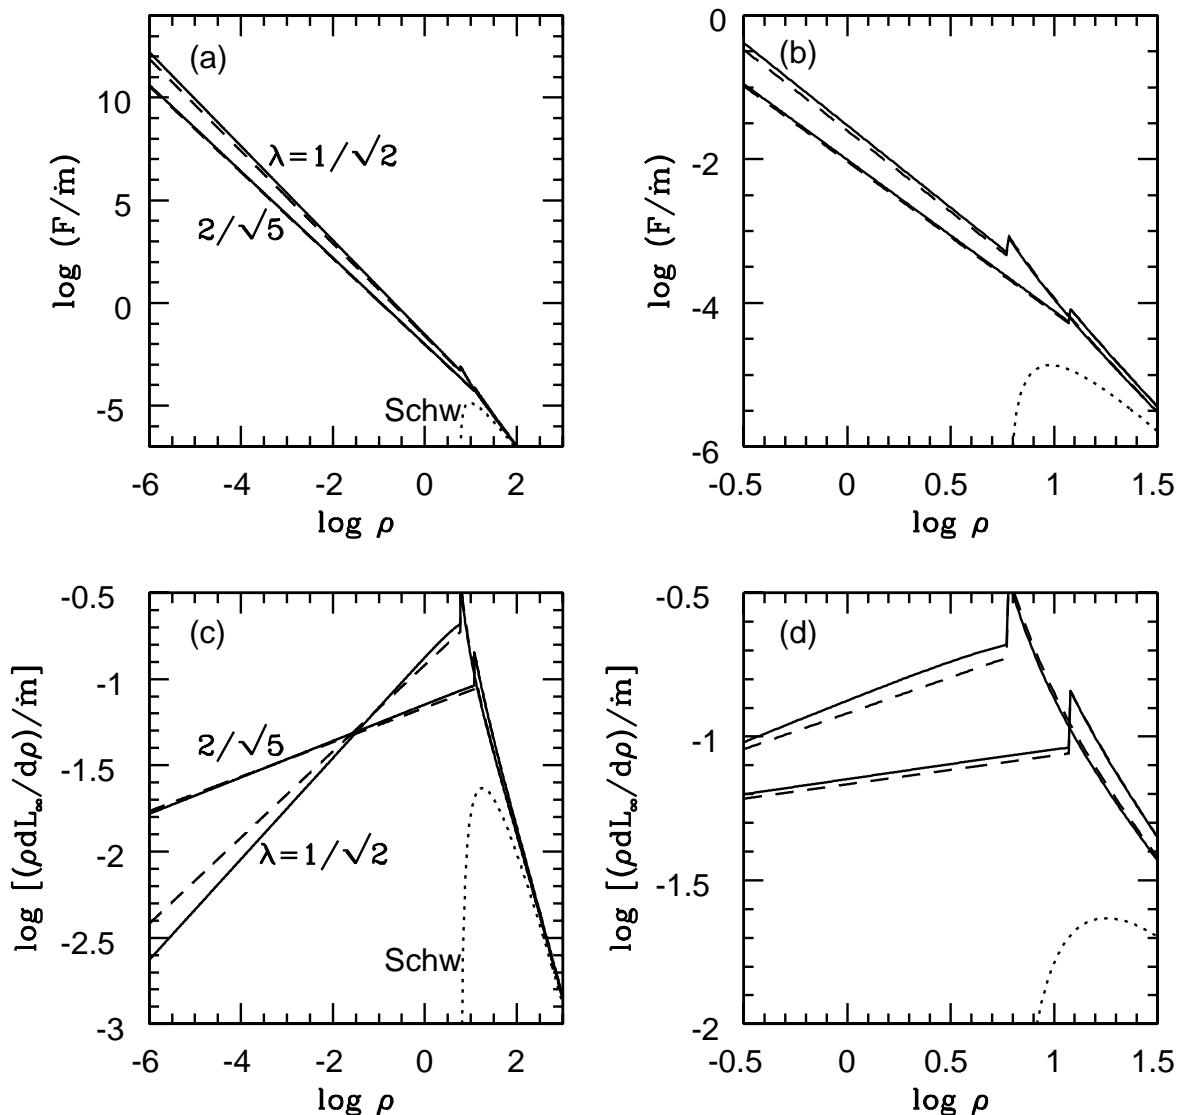 (a)
log (F/ṁ)
10
5
0
-5
λ=1/√2
2/√5
Schw
-6 -4 -2 0 2
log ρ
(b)
log (F/ṁ)
0
-2
-4
-6
-0.5 0 0.5 1 1.5
log ρ
(c)
log [(ρdL∞/dρ)/ṁ]
-0.5
-1
-1.5
-2
-2.5
-3
2/√5
λ=1/√2
Schw
-6 -4 -2 0 2
log ρ
(d)
log [(ρdL∞/dρ)/ṁ]
-0.5
-1
-1.5
-2
-0.5 0 0.5 1 1.5
log ρ